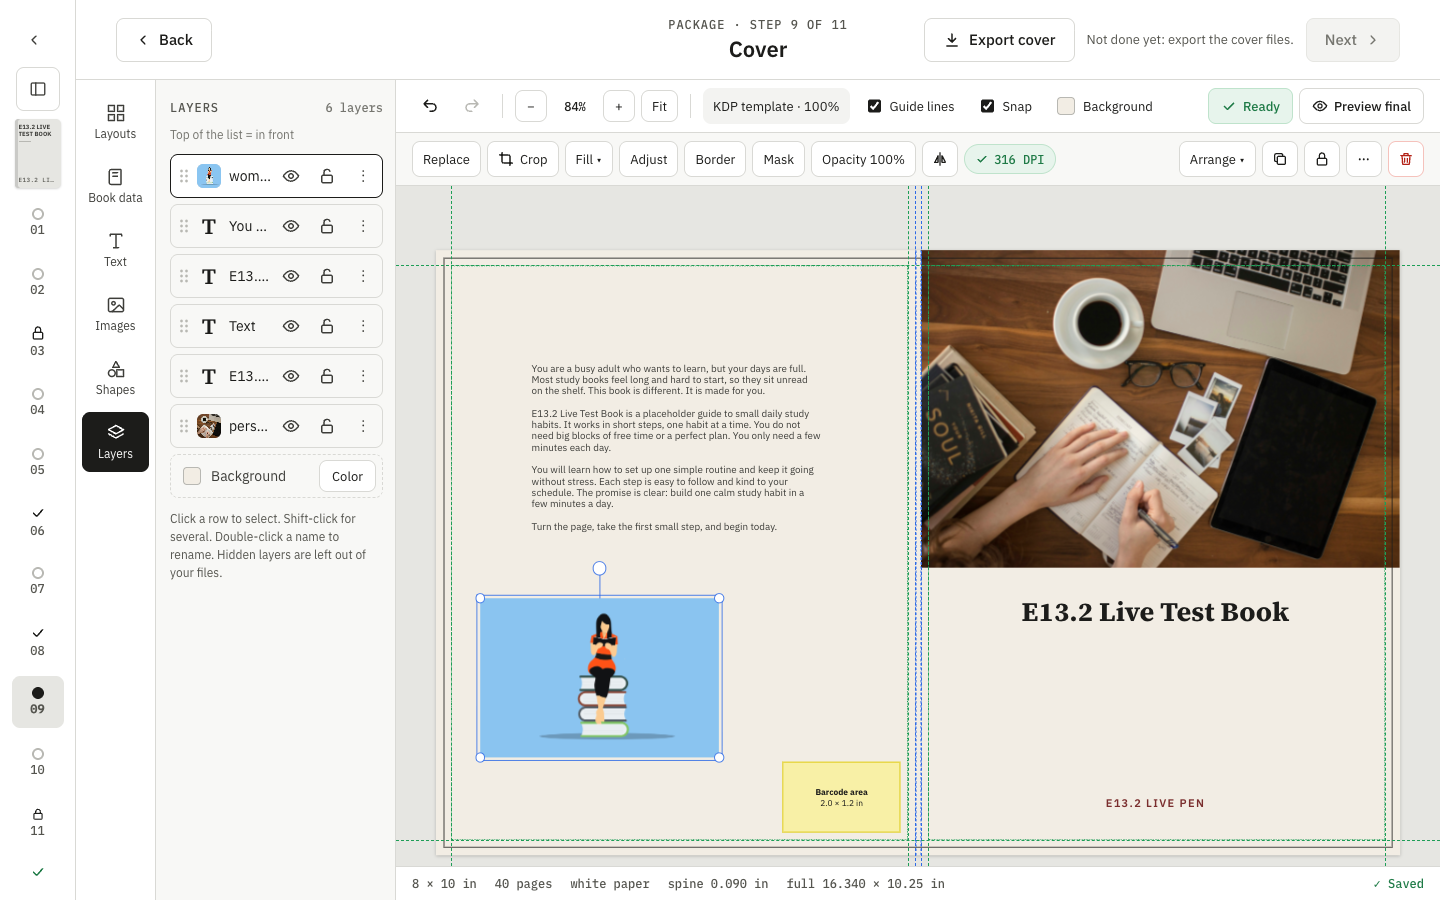 PACKAGE · STEP 9 OF 11
Back
Cover
Export cover
Not done yet: export the cover files.
Next
E13.2 LIVE
TEST BOOK
E13.2 LI…
01
02
03
04
05
06
07
08
09
10
11
Layouts
Book data
Text
Images
Shapes
Layers
LAYERS
6 layers
Top of the list = in front
wom…
You …
E13.…
Text
E13.…
pers…
Background
Color
Click a row to select. Shift-click for
several. Double-click a name to
rename. Hidden layers are left out of
your files.
− 84% + Fit
KDP template · 100%
Guide lines
Snap
Background
Ready
Preview final
Replace
Crop
Fill
Adjust
Border
Mask
Opacity 100%
316 DPI
Arrange
You are a busy adult who wants to learn, but your days are full.
Most study books feel long and hard to start, so they sit unread
on the shelf. This book is different. It is made for you.
E13.2 Live Test Book is a placeholder guide to small daily study
habits. It works in short steps, one habit at a time. You do not
need big blocks of free time or a perfect plan. You only need a few
minutes each day.
You will learn how to set up one simple routine and keep it going
without stress. Each step is easy to follow and kind to your
schedule. The promise is clear: build one calm study habit in a
few minutes a day.
Turn the page, take the first small step, and begin today.
Barcode area
2.0 × 1.2 in
SOUL
E13.2 Live Test Book
E13.2 LIVE PEN
8 × 10 in
40 pages
white paper
spine 0.090 in
full 16.340 × 10.25 in
✓ Saved